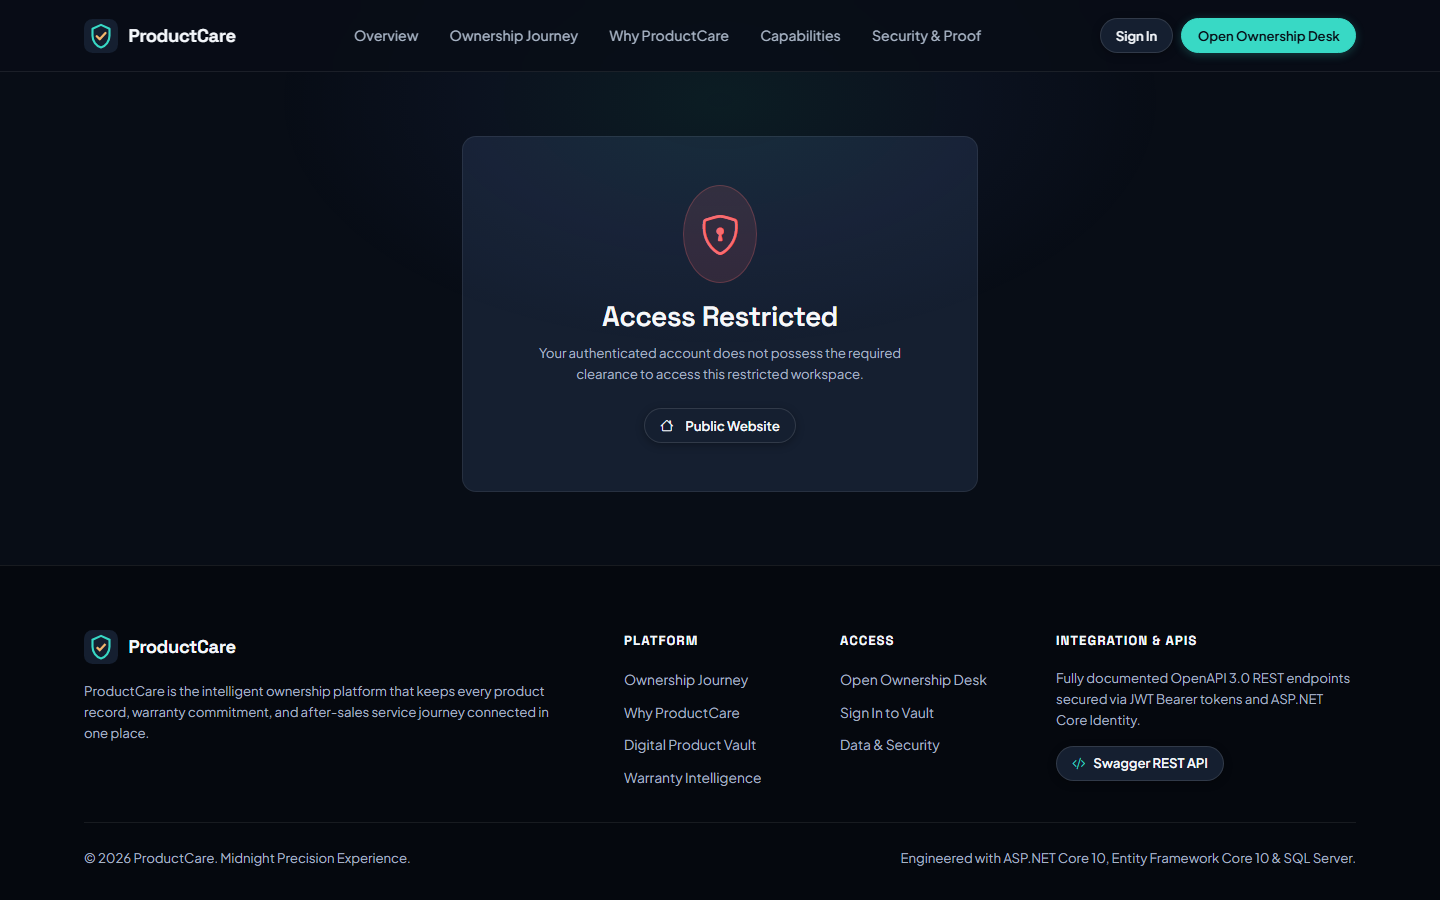 ProductCare
Overview
Ownership Journey
Why ProductCare
Capabilities
Security & Proof
Sign In
Open Ownership Desk
Access Restricted
Your authenticated account does not possess the required
clearance to access this restricted workspace.
Public Website
ProductCare
ProductCare is the intelligent ownership platform that keeps every product
record, warranty commitment, and after-sales service journey connected in
one place.
PLATFORM
Ownership Journey
Why ProductCare
Digital Product Vault
Warranty Intelligence
ACCESS
Open Ownership Desk
Sign In to Vault
Data & Security
INTEGRATION & APIS
Fully documented OpenAPI 3.0 REST endpoints
secured via JWT Bearer tokens and ASP.NET
Core Identity.
Swagger REST API
© 2026 ProductCare. Midnight Precision Experience.
Engineered with ASP.NET Core 10, Entity Framework Core 10 & SQL Server.